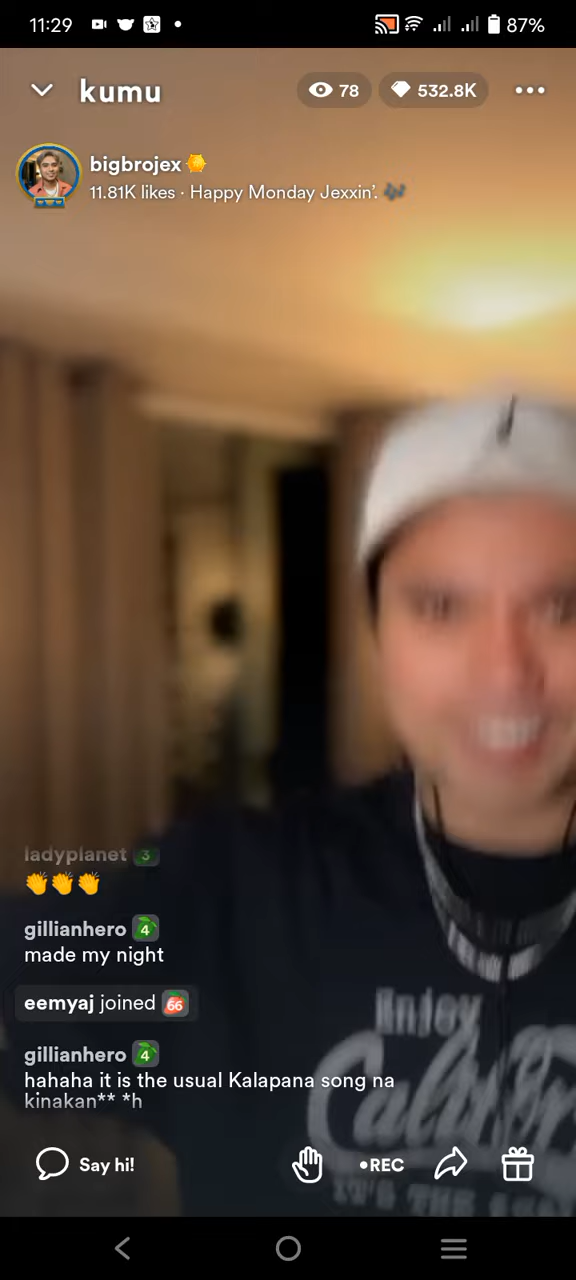 11:29
87%
kumu
78
532.8K
bigbrojex
11.81K likes · Happy Monday Jexxin'. 🎶
ladyplanet 3
👏👏👏
gillianhero 4
made my night
eemyaj joined 66
gillianhero 4
hahaha it is the usual Kalapana song na
kinakan** *h
Enjoy
IT'S THE
Say hi!
•REC